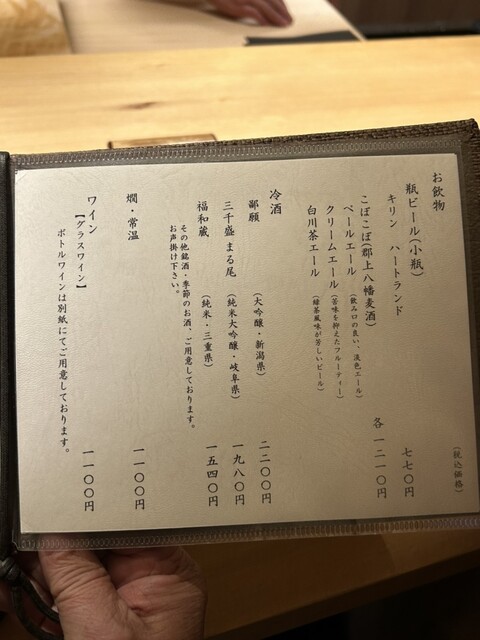 お飲物
(税込価格)
瓶ビール(小瓶)
キリン ハートランド 七七〇円
こぼこぼ(郡上八幡麦酒) 各 一二一〇円
ペールエール (飲み口の良い、淡色エール)
クリームエール (苦味を抑えたフルーティー)
白川茶エール (緑茶風味が芳しいビール)
冷酒
鄙願 (大吟醸・新潟県) 二二〇〇円
三千盛 まる尾 (純米大吟醸・岐阜県) 一九八〇円
福和蔵 (純米・三重県) 一五四〇円
その他銘酒・季節のお酒、ご用意しております。
お声掛け下さい。
燗・常温 一一〇〇円
ワイン
【グラスワイン】 一一〇〇円
ボトルワインは別紙にてご用意しております。